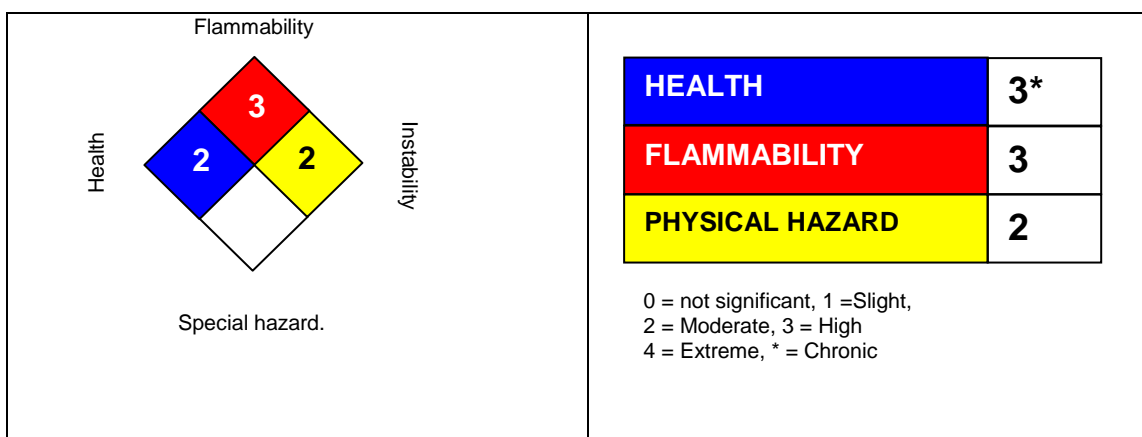 Flammability
3
Health
2
2
Instability
Special hazard.
HEALTH 3*
FLAMMABILITY 3
PHYSICAL HAZARD 2
0 = not significant, 1 =Slight,
2 = Moderate, 3 = High
4 = Extreme, * = Chronic